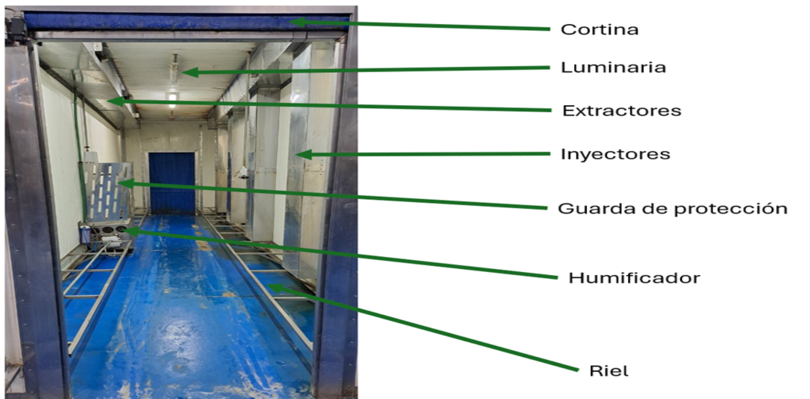 Cortina
Luminaria
Extractores
Inyectores
Guarda de protección
Humificador
Riel